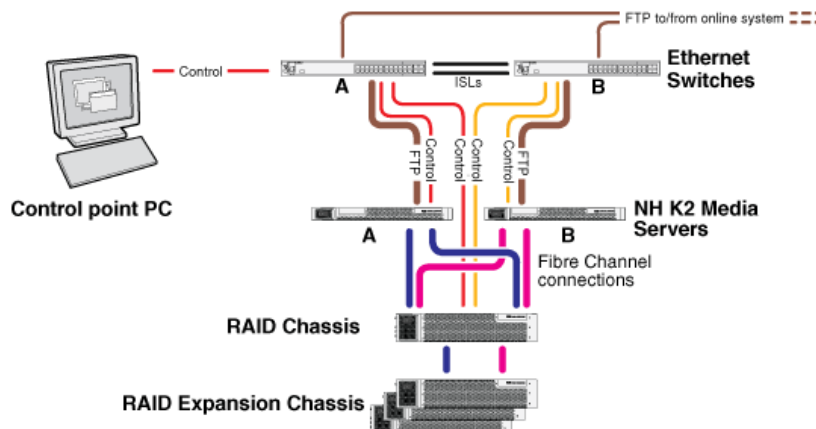 FTP to/from online system
Control
A
ISLs
B
Ethernet
Switches
FTP
Control
Control
Control
Control
FTP
Control point PC
A
B
NH K2 Media
Servers
Fibre Channel
connections
RAID Chassis
RAID Expansion Chassis